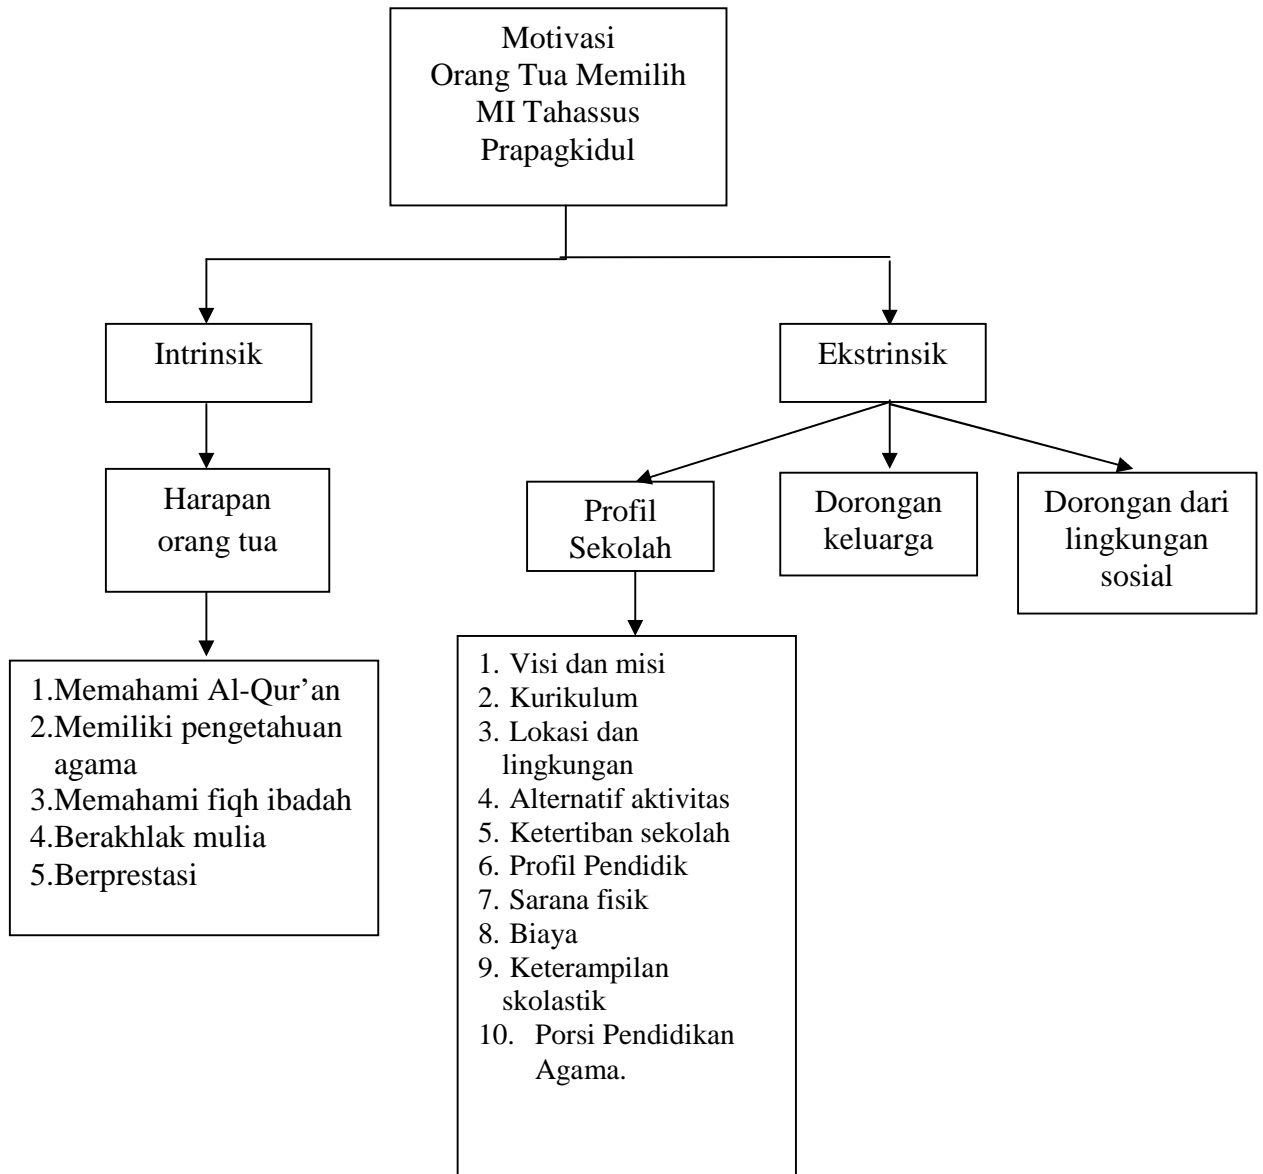 Motivasi
Orang Tua Memilih
MI Tahassus
Prapagkidul
Intrinsik
Ekstrinsik
Harapan
orang tua
Profil
Sekolah
Dorongan
keluarga
Dorongan dari
lingkungan
sosial
1.Memahami Al-Qur’an
2.Memiliki pengetahuan
agama
3.Memahami fiqh ibadah
4.Berakhlak mulia
5.Berprestasi
1. Visi dan misi
2. Kurikulum
3. Lokasi dan
lingkungan
4. Alternatif aktivitas
5. Ketertiban sekolah
6. Profil Pendidik
7. Sarana fisik
8. Biaya
9. Keterampilan
skolastik
10. Porsi Pendidikan
Agama.